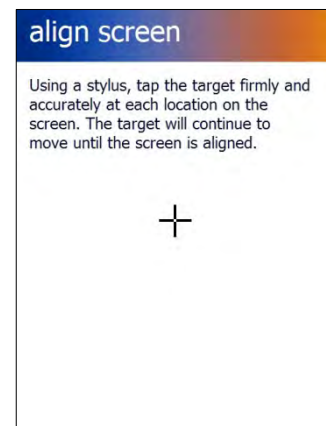 align screen
Using a stylus, tap the target firmly and
accurately at each location on the
screen. The target will continue to
move until the screen is aligned.